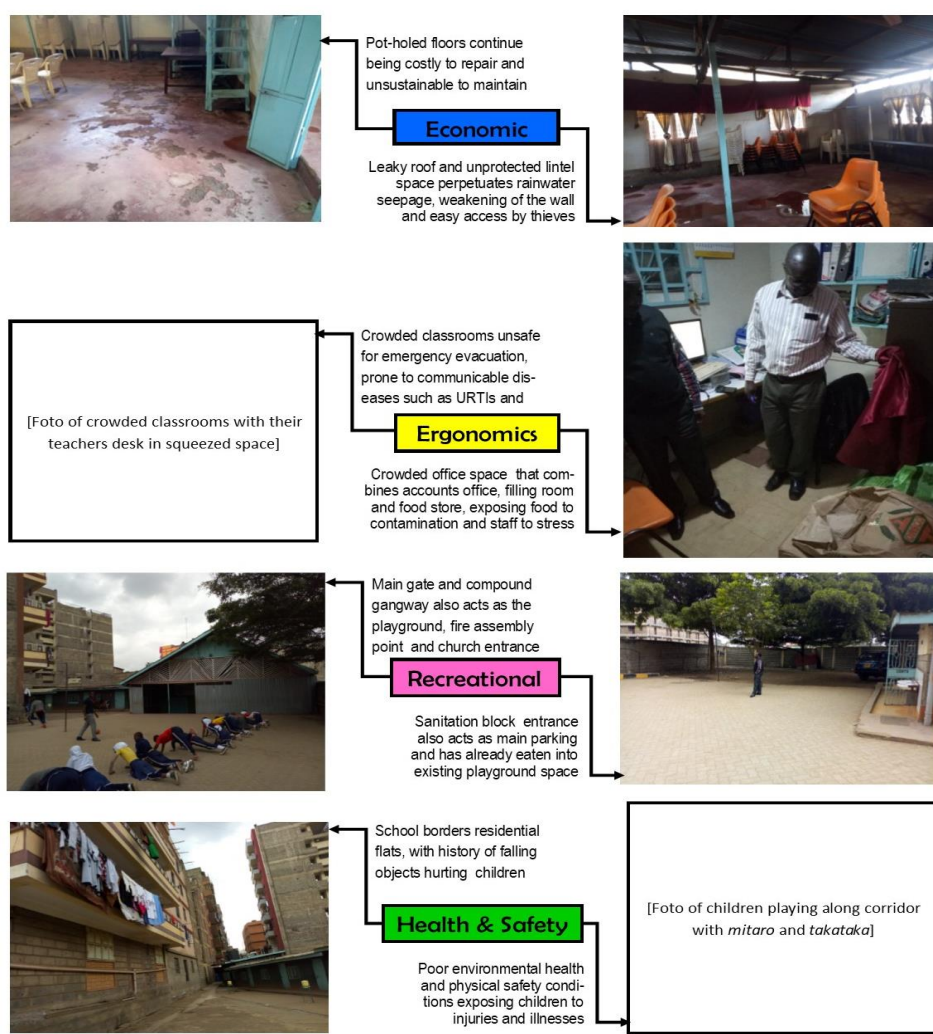 Pot-holed floors continue
being costly to repair and
unsustainable to maintain
Economic
Leaky roof and unprotected lintel
space perpetuates rainwater
seepage, weakening of the wall
and easy access by thieves
[Foto of crowded classrooms with their
teachers desk in squeezed space]
Crowded classrooms unsafe
for emergency evacuation,
prone to communicable dis-
eases such as URTIs and
Ergonomics
Crowded office space that com-
bines accounts office, filling room
and food store, exposing food to
contamination and staff to stress
Main gate and compound
gangway also acts as the
playground, fire assembly
point and church entrance
Recreational
Sanitation block entrance
also acts as main parking
and has already eaten into
existing playground space
School borders residential
flats, with history of falling
objects hurting children
Health & Safety
Poor environmental health
and physical safety condi-
tions exposing children to
injuries and illnesses
[Foto of children playing along corridor
with mitaro and takataka]